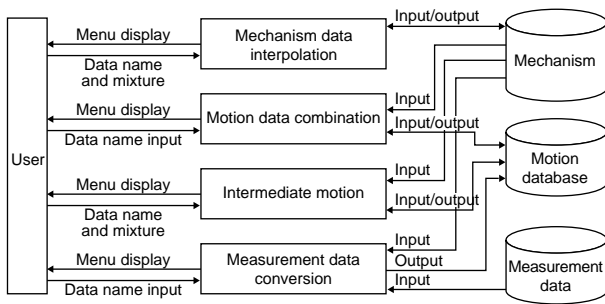 Input/output
Menu display
Mechanism data
interpolation
Data name
and mixture
Mechanism
Input
Menu display
Motion data combination
Input/output
Data name input
User
Motion
database
Input
Menu display
Intermediate motion
Input/output
Data name
and mixture
Input
Menu display
Measurement data
conversion
Output
Input
Data name input
Measurement
data